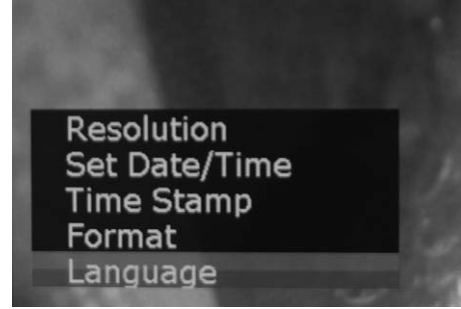 Resolution
Set Date/Time
Time Stamp
Format
Language